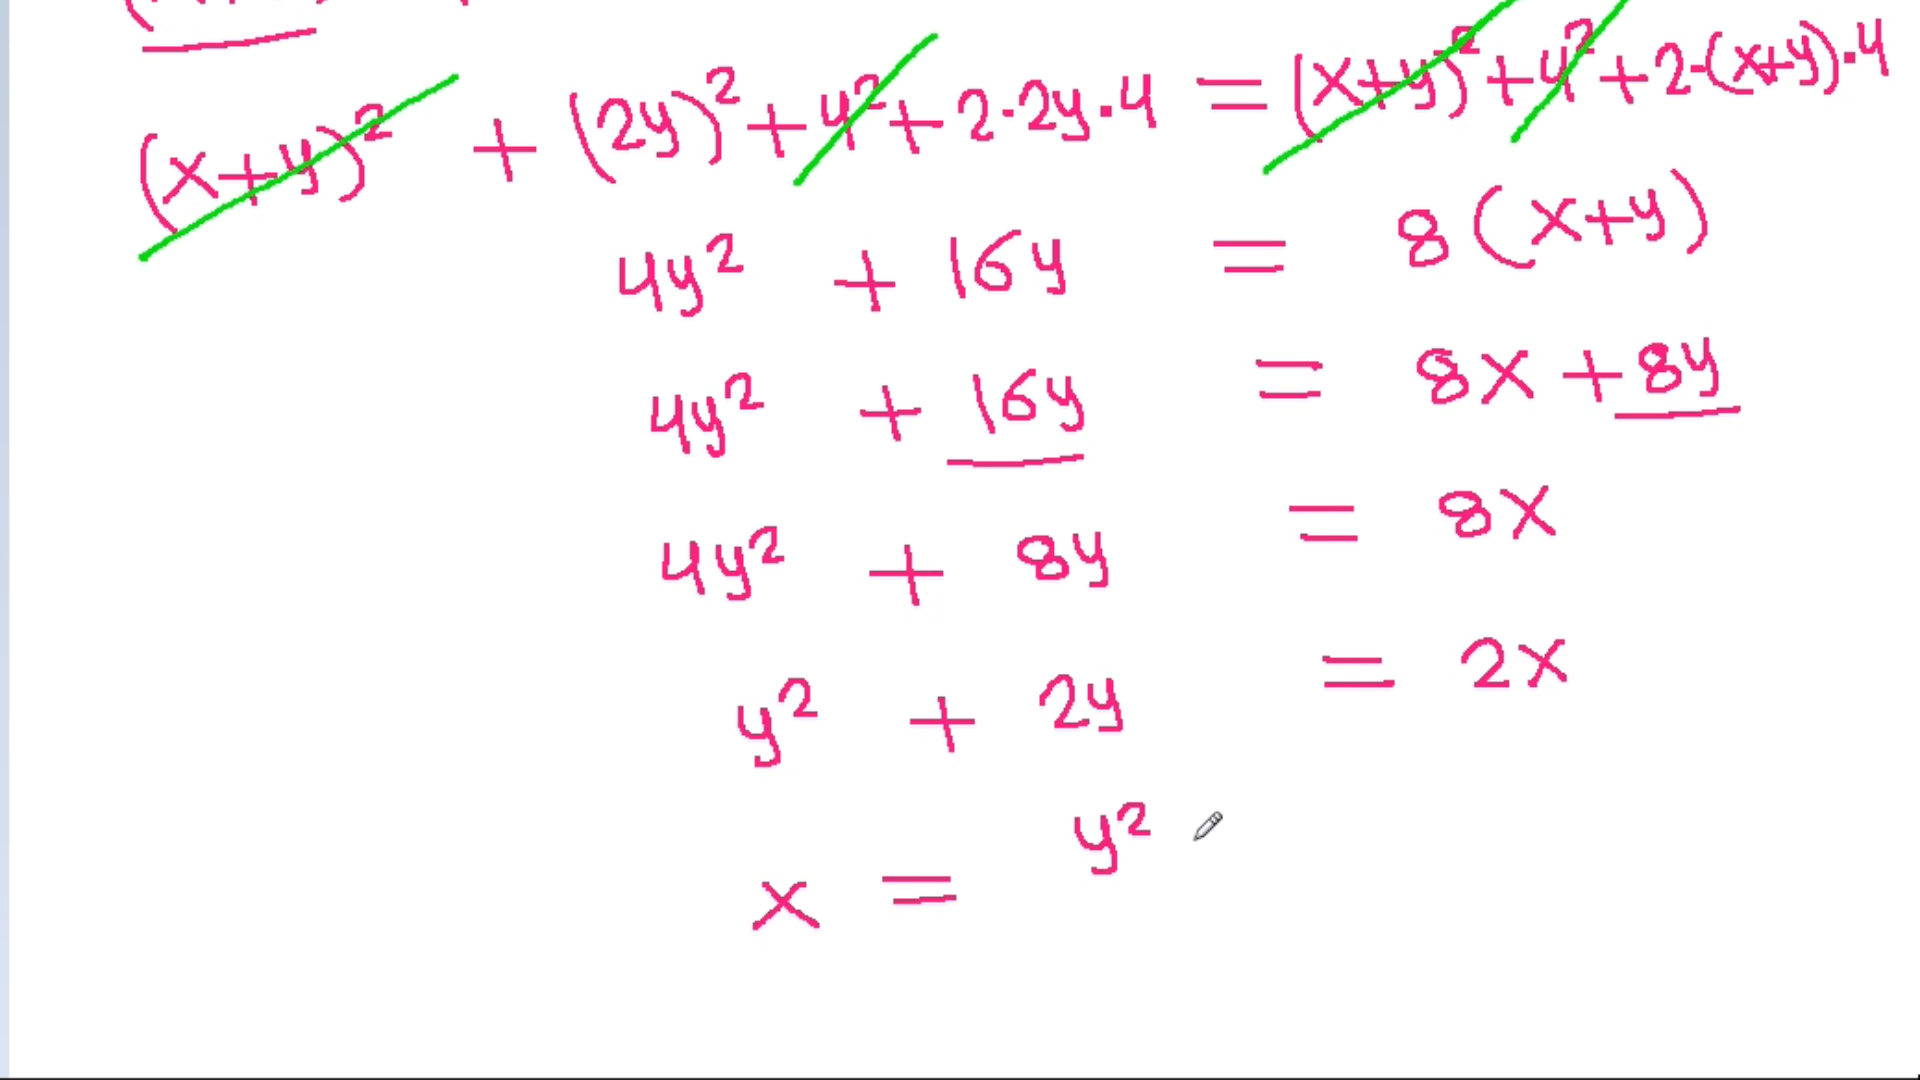 (x+y)² + (2y)² + 4² + 2·2y·4 = (x+y)² + 4² + 2·(x+y)·4
4y² + 16y = 8(x+y)
4y² + 16y = 8x + 8y
4y² + 8y = 8x
y² + 2y = 2x
x = y²